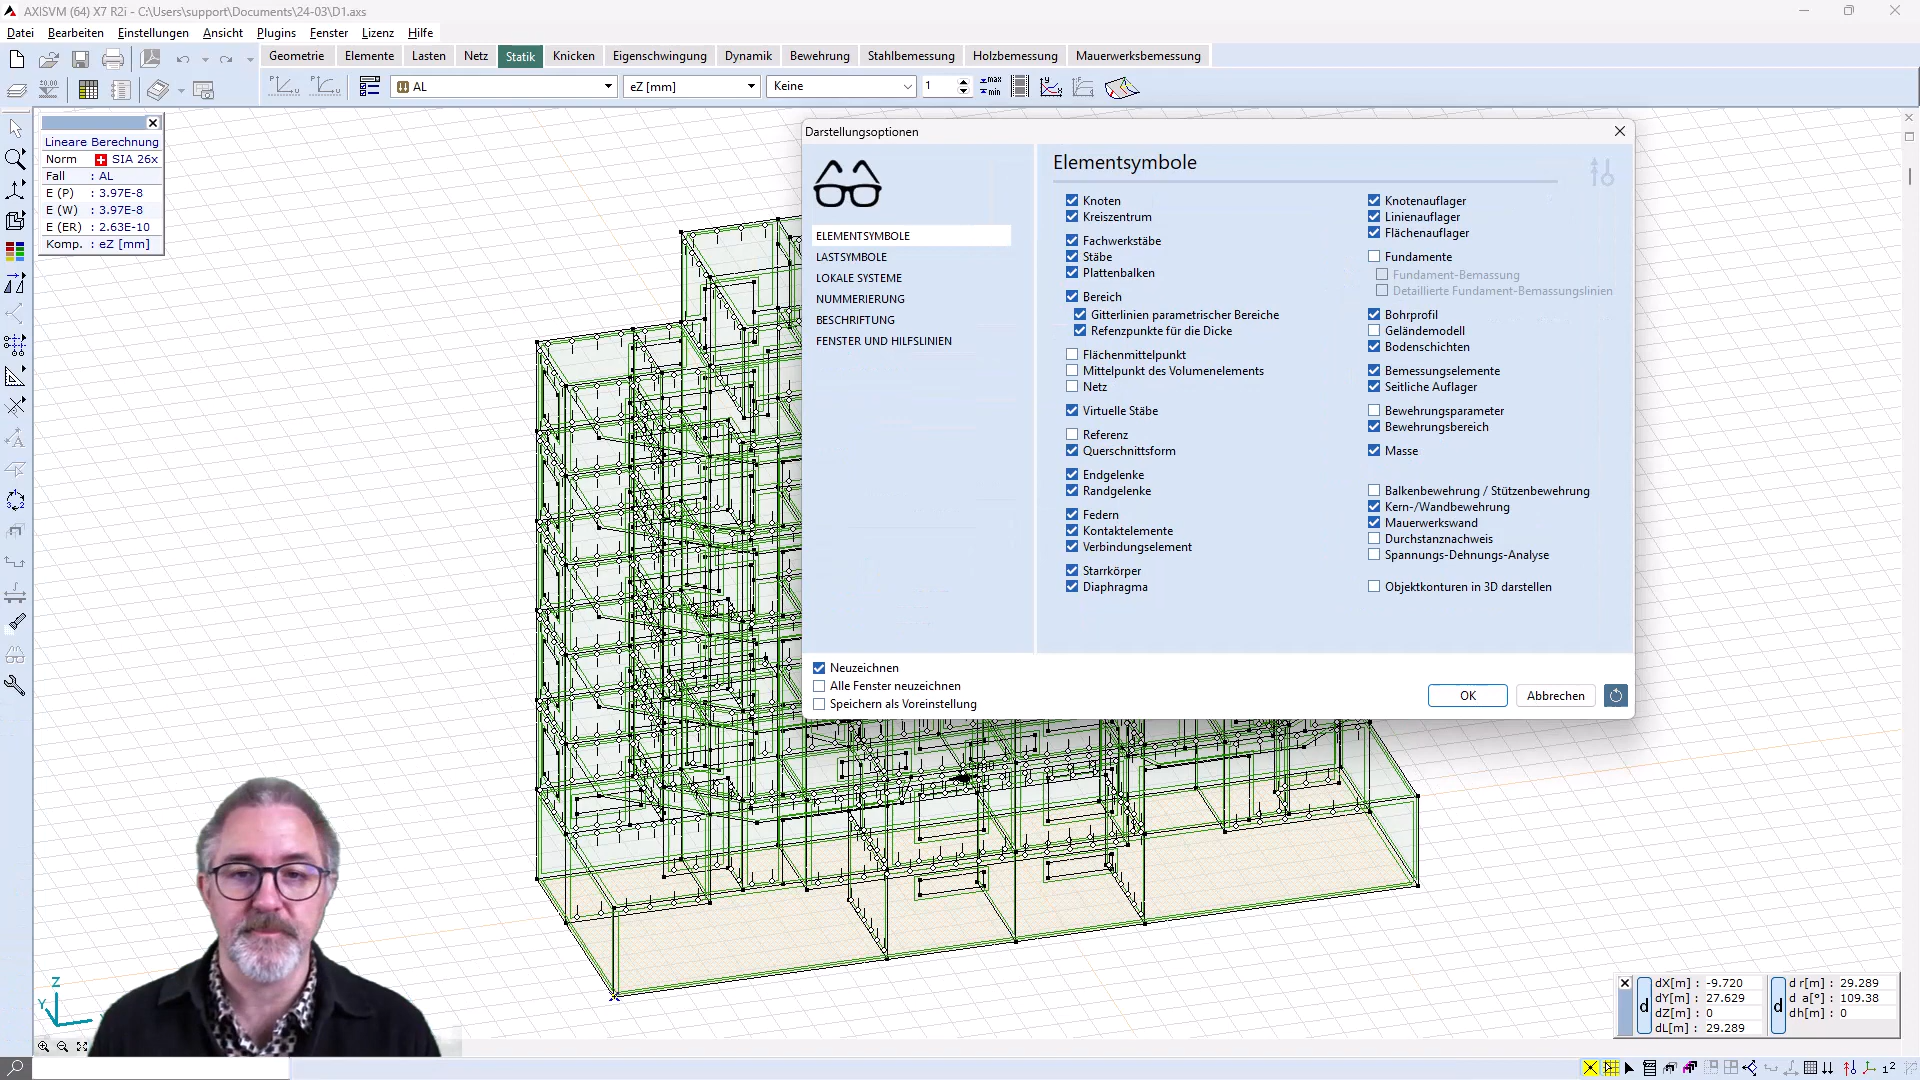 AXISVM (64) X7 R2i - C:\Users\support\Documents\24-03\D1.axs
Datei Bearbeiten Einstellungen Ansicht Plugins Fenster Lizenz Hilfe
Geometrie Elemente Lasten Netz Statik Knicken Eigenschwingung Dynamik Bewehrung Stahlbemessung Holzbemessung Mauerwerksbemessung
AL eZ [mm] Keine 1 max min
Lineare Berechnung
Norm SIA 26x
Fall : AL
E (P) : 3.97E-8
E (W) : 3.97E-8
E (ER) : 2.63E-10
Komp. : eZ [mm]
Darstellungsoptionen
ELEMENTSYMBOLE
LASTSYMBOLE
LOKALE SYSTEME
NUMMERIERUNG
BESCHRIFTUNG
FENSTER UND HILFSLINIEN
Elementsymbole
Knoten
Kreiszentrum
Fachwerkstäbe
Stäbe
Plattenbalken
Bereich
Gitterlinien parametrischer Bereiche
Refenzpunkte für die Dicke
Flächenmittelpunkt
Mittelpunkt des Volumenelements
Netz
Virtuelle Stäbe
Referenz
Querschnittsform
Endgelenke
Randgelenke
Federn
Kontaktelemente
Verbindungselement
Starrkörper
Diaphragma
Knotenauflager
Linienauflager
Flächenauflager
Fundamente
Fundament-Bemassung
Detaillierte Fundament-Bemassungslinien
Bohrprofil
Geländemodell
Bodenschichten
Bemessungselemente
Seitliche Auflager
Bewehrungsparameter
Bewehrungsbereich
Masse
Balkenbewehrung / Stützenbewehrung
Kern-/Wandbewehrung
Mauerwerkswand
Durchstanznachweis
Spannungs-Dehnungs-Analyse
Objektkonturen in 3D darstellen
Neuzeichnen
Alle Fenster neuzeichnen
Speichern als Voreinstellung
OK Abbrechen
Z
Y
dX[m] : -9.720
dY[m] : 27.629
dZ[m] : 0
dL[m] : 29.289
d
d r[m] : 29.289
d a[°] : 109.38
dh[m] : 0
d